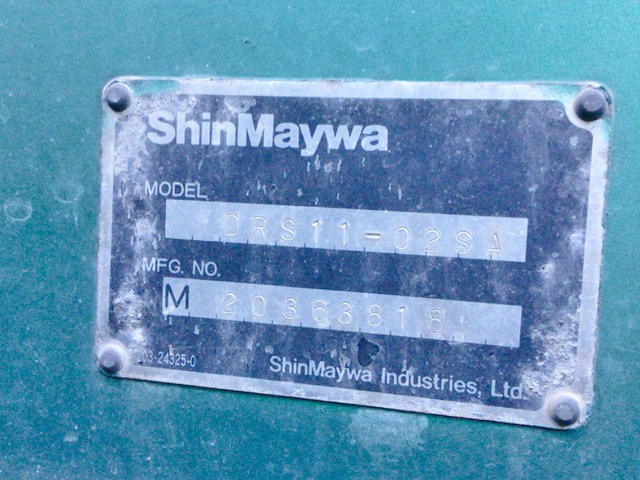 ShinMaywa
MODEL
DRS11-02SA
MFG. NO.
M 20363818
203-24325-0
ShinMaywa Industries, Ltd.